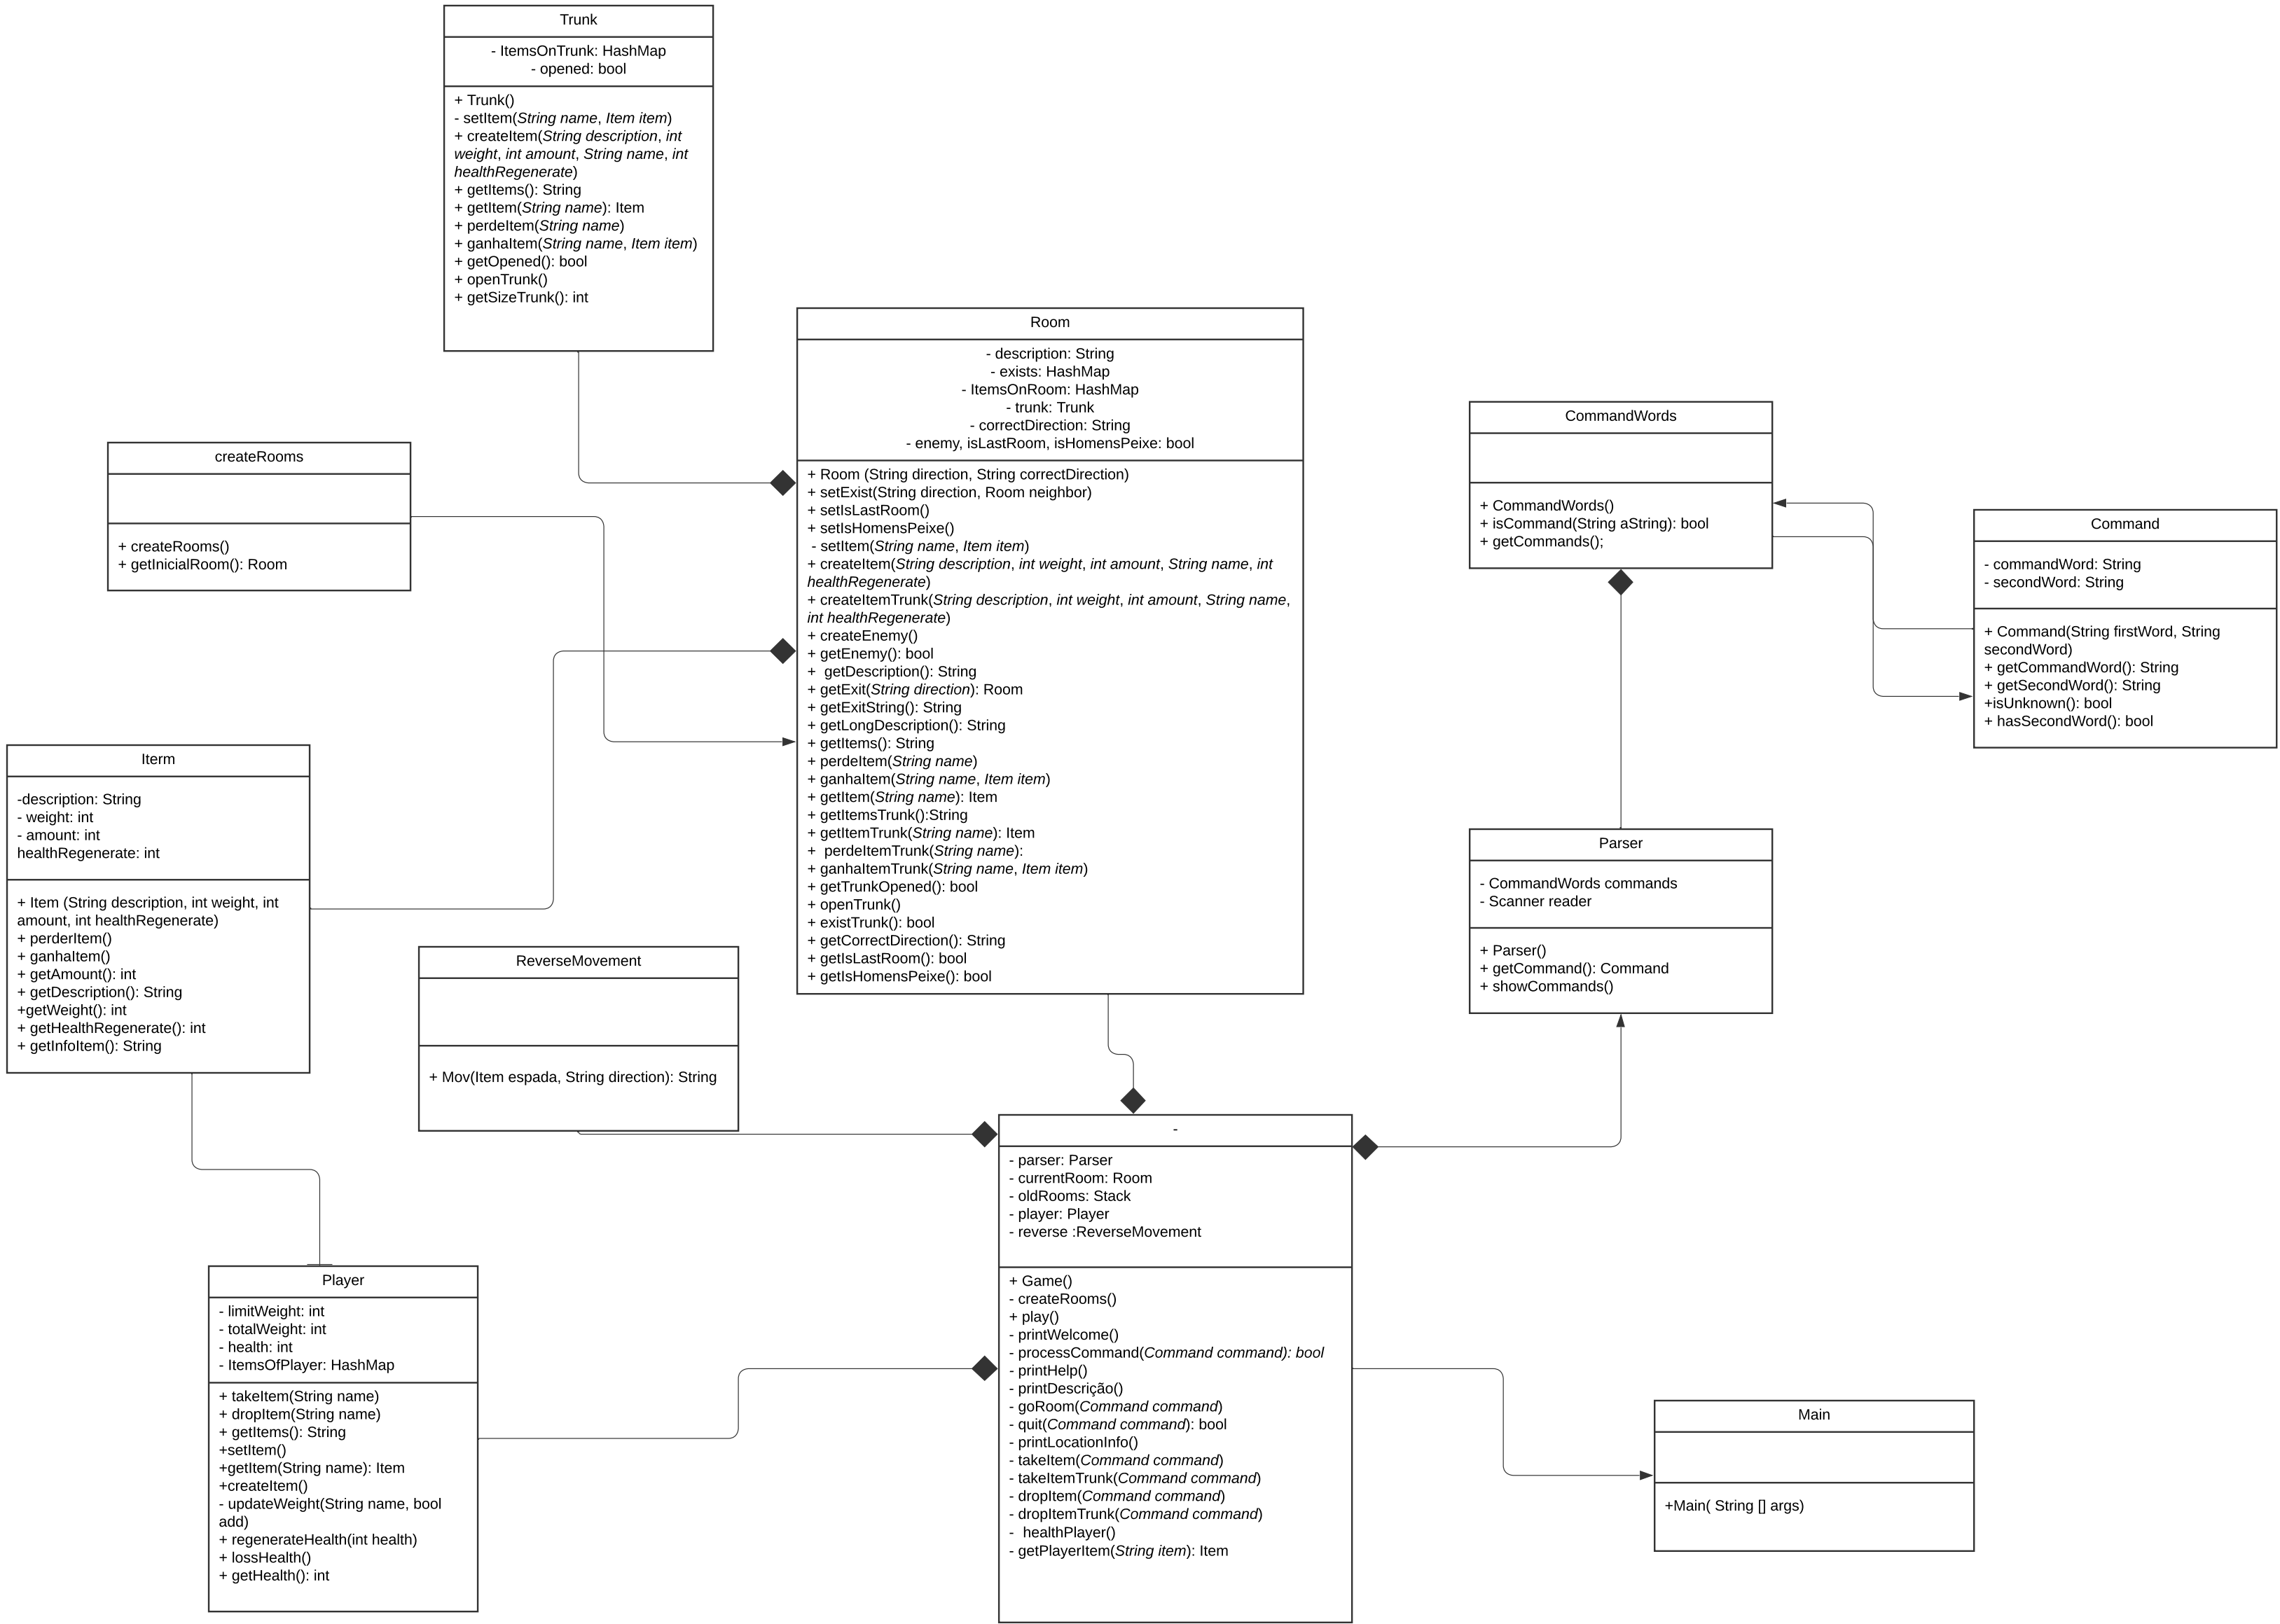 Trunk
- ItemsOnTrunk: HashMap
- opened: bool
+ Trunk()
- setItem(String name, Item item)
+ createItem(String description, int
weight, int amount, String name, int
healthRegenerate)
+ getItems(): String
+ getItem(String name): Item
+ perdeItem(String name)
+ ganhaItem(String name, Item item)
+ getOpened(): bool
+ openTrunk()
+ getSizeTrunk(): int
Room
- description: String
- exists: HashMap
- ItemsOnRoom: HashMap
- trunk: Trunk
- correctDirection: String
- enemy, isLastRoom, isHomensPeixe: bool
+ Room (String direction, String correctDirection)
+ setExist(String direction, Room neighbor)
+ setIsLastRoom()
+ setIsHomensPeixe()
- setItem(String name, Item item)
+ createItem(String description, int weight, int amount, String name, int
healthRegenerate)
+ createItemTrunk(String description, int weight, int amount, String name,
int healthRegenerate)
+ createEnemy()
+ getEnemy(): bool
+  getDescription(): String
+ getExit(String direction): Room
+ getExitString(): String
+ getLongDescription(): String
+ getItems(): String
+ perdeItem(String name)
+ ganhaItem(String name, Item item)
+ getItem(String name): Item
+ getItemsTrunk():String
+ getItemTrunk(String name): Item
+  perdeItemTrunk(String name):
+ ganhaItemTrunk(String name, Item item)
+ getTrunkOpened(): bool
+ openTrunk()
+ existTrunk(): bool
+ getCorrectDirection(): String
+ getIsLastRoom(): bool
+ getIsHomensPeixe(): bool
CommandWords
+ CommandWords()
+ isCommand(String aString): bool
+ getCommands();
Command
- commandWord: String
- secondWord: String
+ Command(String firstWord, String
secondWord)
+ getCommandWord(): String
+ getSecondWord(): String
+isUnknown(): bool
+ hasSecondWord(): bool
createRooms
+ createRooms()
+ getInicialRoom(): Room
Iterm
-description: String
- weight: int
- amount: int
healthRegenerate: int
+ Item (String description, int weight, int
amount, int healthRegenerate)
+ perderItem()
+ ganhaItem()
+ getAmount(): int
+ getDescription(): String
+getWeight(): int
+ getHealthRegenerate(): int
+ getInfoItem(): String
Parser
- CommandWords commands
- Scanner reader
+ Parser()
+ getCommand(): Command
+ showCommands()
ReverseMovement
+ Mov(Item espada, String direction): String
-
- parser: Parser
- currentRoom: Room
- oldRooms: Stack
- player: Player
- reverse :ReverseMovement
+ Game()
- createRooms()
+ play()
- printWelcome()
- processCommand(Command command): bool
- printHelp()
- printDescrição()
- goRoom(Command command)
- quit(Command command): bool
- printLocationInfo()
- takeItem(Command command)
- takeItemTrunk(Command command)
- dropItem(Command command)
- dropItemTrunk(Command command)
-  healthPlayer()
- getPlayerItem(String item): Item
Player
- limitWeight: int
- totalWeight: int
- health: int
- ItemsOfPlayer: HashMap
+ takeItem(String name)
+ dropItem(String name)
+ getItems(): String
+setItem()
+getItem(String name): Item
+createItem()
- updateWeight(String name, bool
add)
+ regenerateHealth(int health)
+ lossHealth()
+ getHealth(): int
Main
+Main( String [] args)